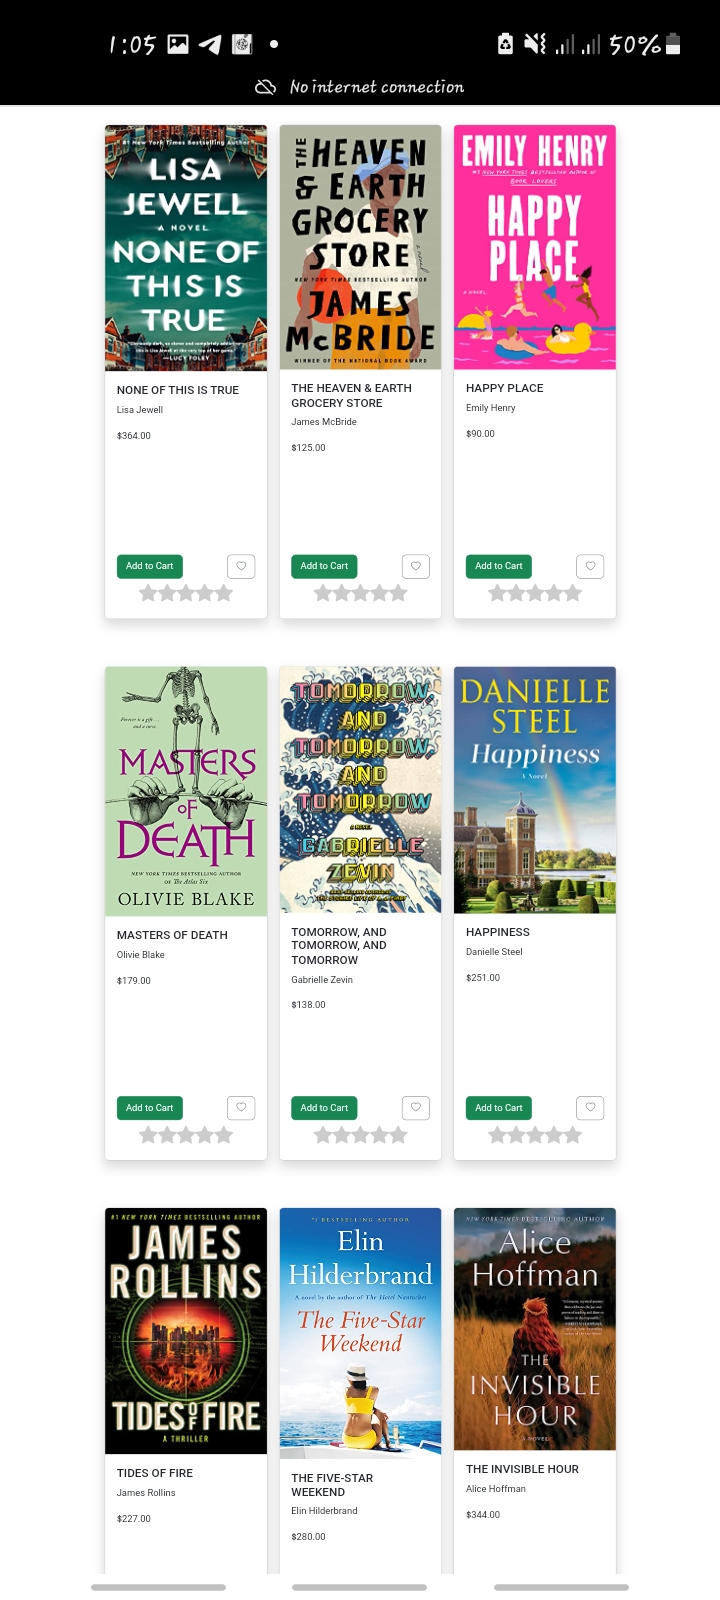 1:05
50%
No internet connection
#1 New York Times Bestselling Author
LISA
JEWELL
A NOVEL
NONE OF
THIS IS
TRUE
—LUCY FOLEY
NONE OF THIS IS TRUE
Lisa Jewell
$364.00
Add to Cart
THE HEAVEN
& EARTH
GROCERY
STORE
a novel
NEW YORK TIMES BESTSELLING AUTHOR
JAMES
McBRIDE
WINNER OF THE NATIONAL BOOK AWARD
THE HEAVEN & EARTH
GROCERY STORE
James McBride
$125.00
Add to Cart
EMILY HENRY
#1 NEW YORK TIMES BESTSELLING AUTHOR OF
BOOK LOVERS
HAPPY
PLACE
A NOVEL
HAPPY PLACE
Emily Henry
$90.00
Add to Cart
Forever is a gift . . .
and a curse.
MASTERS
OF
DEATH
NEW YORK TIMES BESTSELLING AUTHOR
OF The Atlas Six
OLIVIE BLAKE
MASTERS OF DEATH
Olivie Blake
$179.00
Add to Cart
TOMORROW,
AND
TOMORROW,
AND
TOMORROW
A NOVEL
GABRIELLE
ZEVIN
TOMORROW, AND
TOMORROW, AND
TOMORROW
Gabrielle Zevin
$138.00
Add to Cart
DANIELLE
STEEL
Happiness
A Novel
HAPPINESS
Danielle Steel
$251.00
Add to Cart
#1 NEW YORK TIMES BESTSELLING AUTHOR
JAMES
ROLLINS
TIDES OF FIRE
A THRILLER
TIDES OF FIRE
James Rollins
$227.00
#1 BESTSELLING AUTHOR
Elin
Hilderbrand
A novel by the author of The Hotel Nantucket
The Five-Star
Weekend
THE FIVE-STAR
WEEKEND
Elin Hilderbrand
$280.00
NEW YORK TIMES BESTSELLING AUTHOR
Alice
Hoffman
THE
INVISIBLE
HOUR
A NOVEL
THE INVISIBLE HOUR
Alice Hoffman
$344.00